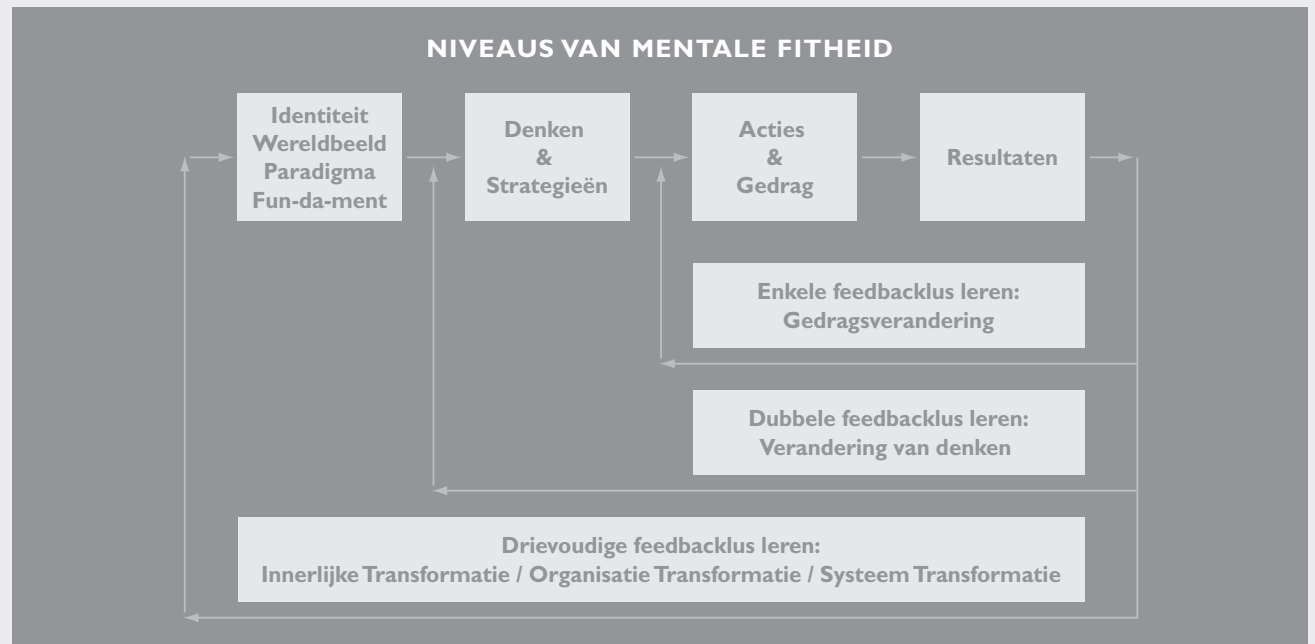 NIVEAUS VAN MENTALE FITHEID
Identiteit
Wereldbeeld
Paradigma
Fun-da-ment
Denken
&
Strategieën
Acties
&
Gedrag
Resultaten
Enkele feedbacklus leren:
Gedragsverandering
Dubbele feedbacklus leren:
Verandering van denken
Drievoudige feedbacklus leren:
Innerlijke Transformatie / Organisatie Transformatie / Systeem Transformatie